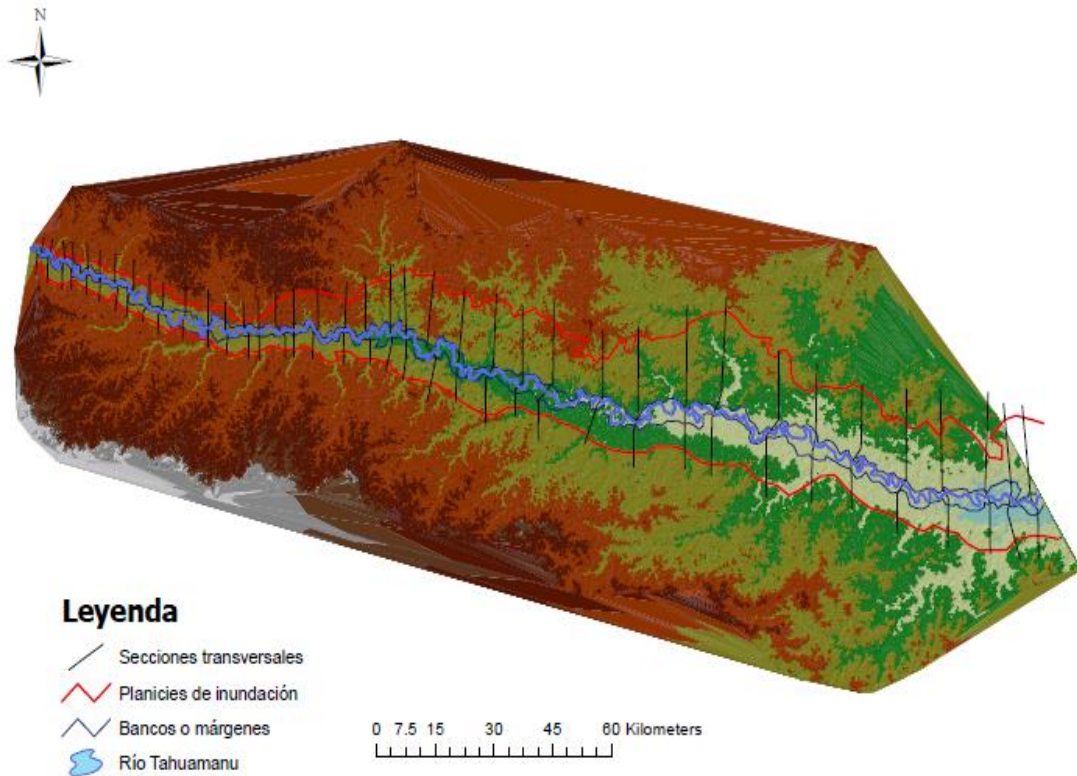 N
Leyenda
Secciones transversales
Planicies de inundación
Bancos o márgenes
Río Tahuamanu
0 7.5 15 30 45 60 Kilometers